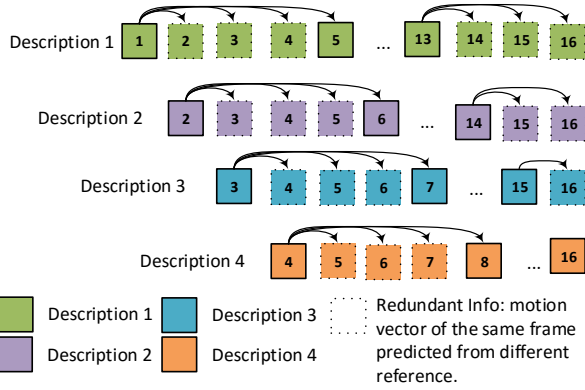 Description 1 1 2 3 4 5 ... 13 14 15 16
Description 2 2 3 4 5 6 ... 14 15 16
Description 3 3 4 5 6 7 ... 15 16
Description 4 4 5 6 7 8 ... 16
Description 1
Description 2
Description 3
Description 4
Redundant Info: motion
vector of the same frame
predicted from different
reference.